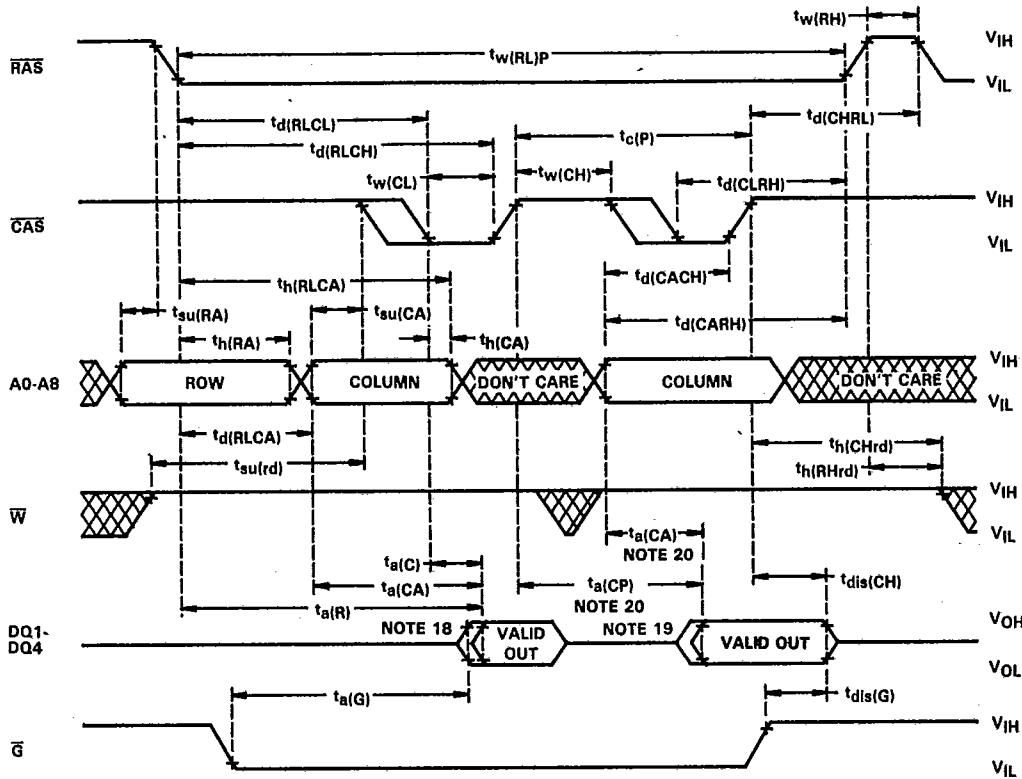 tw(RH)
VIH
tw(RL)P
RAS
VIL
td(RLCL)
td(CHRL)
td(RLCH)
tc(P)
tw(CL)
tw(CH)
td(CLRH)
VIH
CAS
VIL
th(RLCA)
td(CACH)
tsu(RA)
tsu(CA)
td(CARH)
th(RA)
th(CA)
VIH
A0-A8
ROW
COLUMN
DON'T CARE
COLUMN
DON'T CARE
VIL
td(RLCA)
th(CHrd)
tsu(rd)
th(RHrd)
VIH
W
VIL
ta(CA)
NOTE 20
ta(C)
ta(CA)
ta(CP)
tdis(CH)
ta(R)
NOTE 20
VOH
DQ1-
DQ4
NOTE 18
VALID
OUT
NOTE 19
VALID OUT
VOL
ta(G)
tdis(G)
VIH
G
VIL